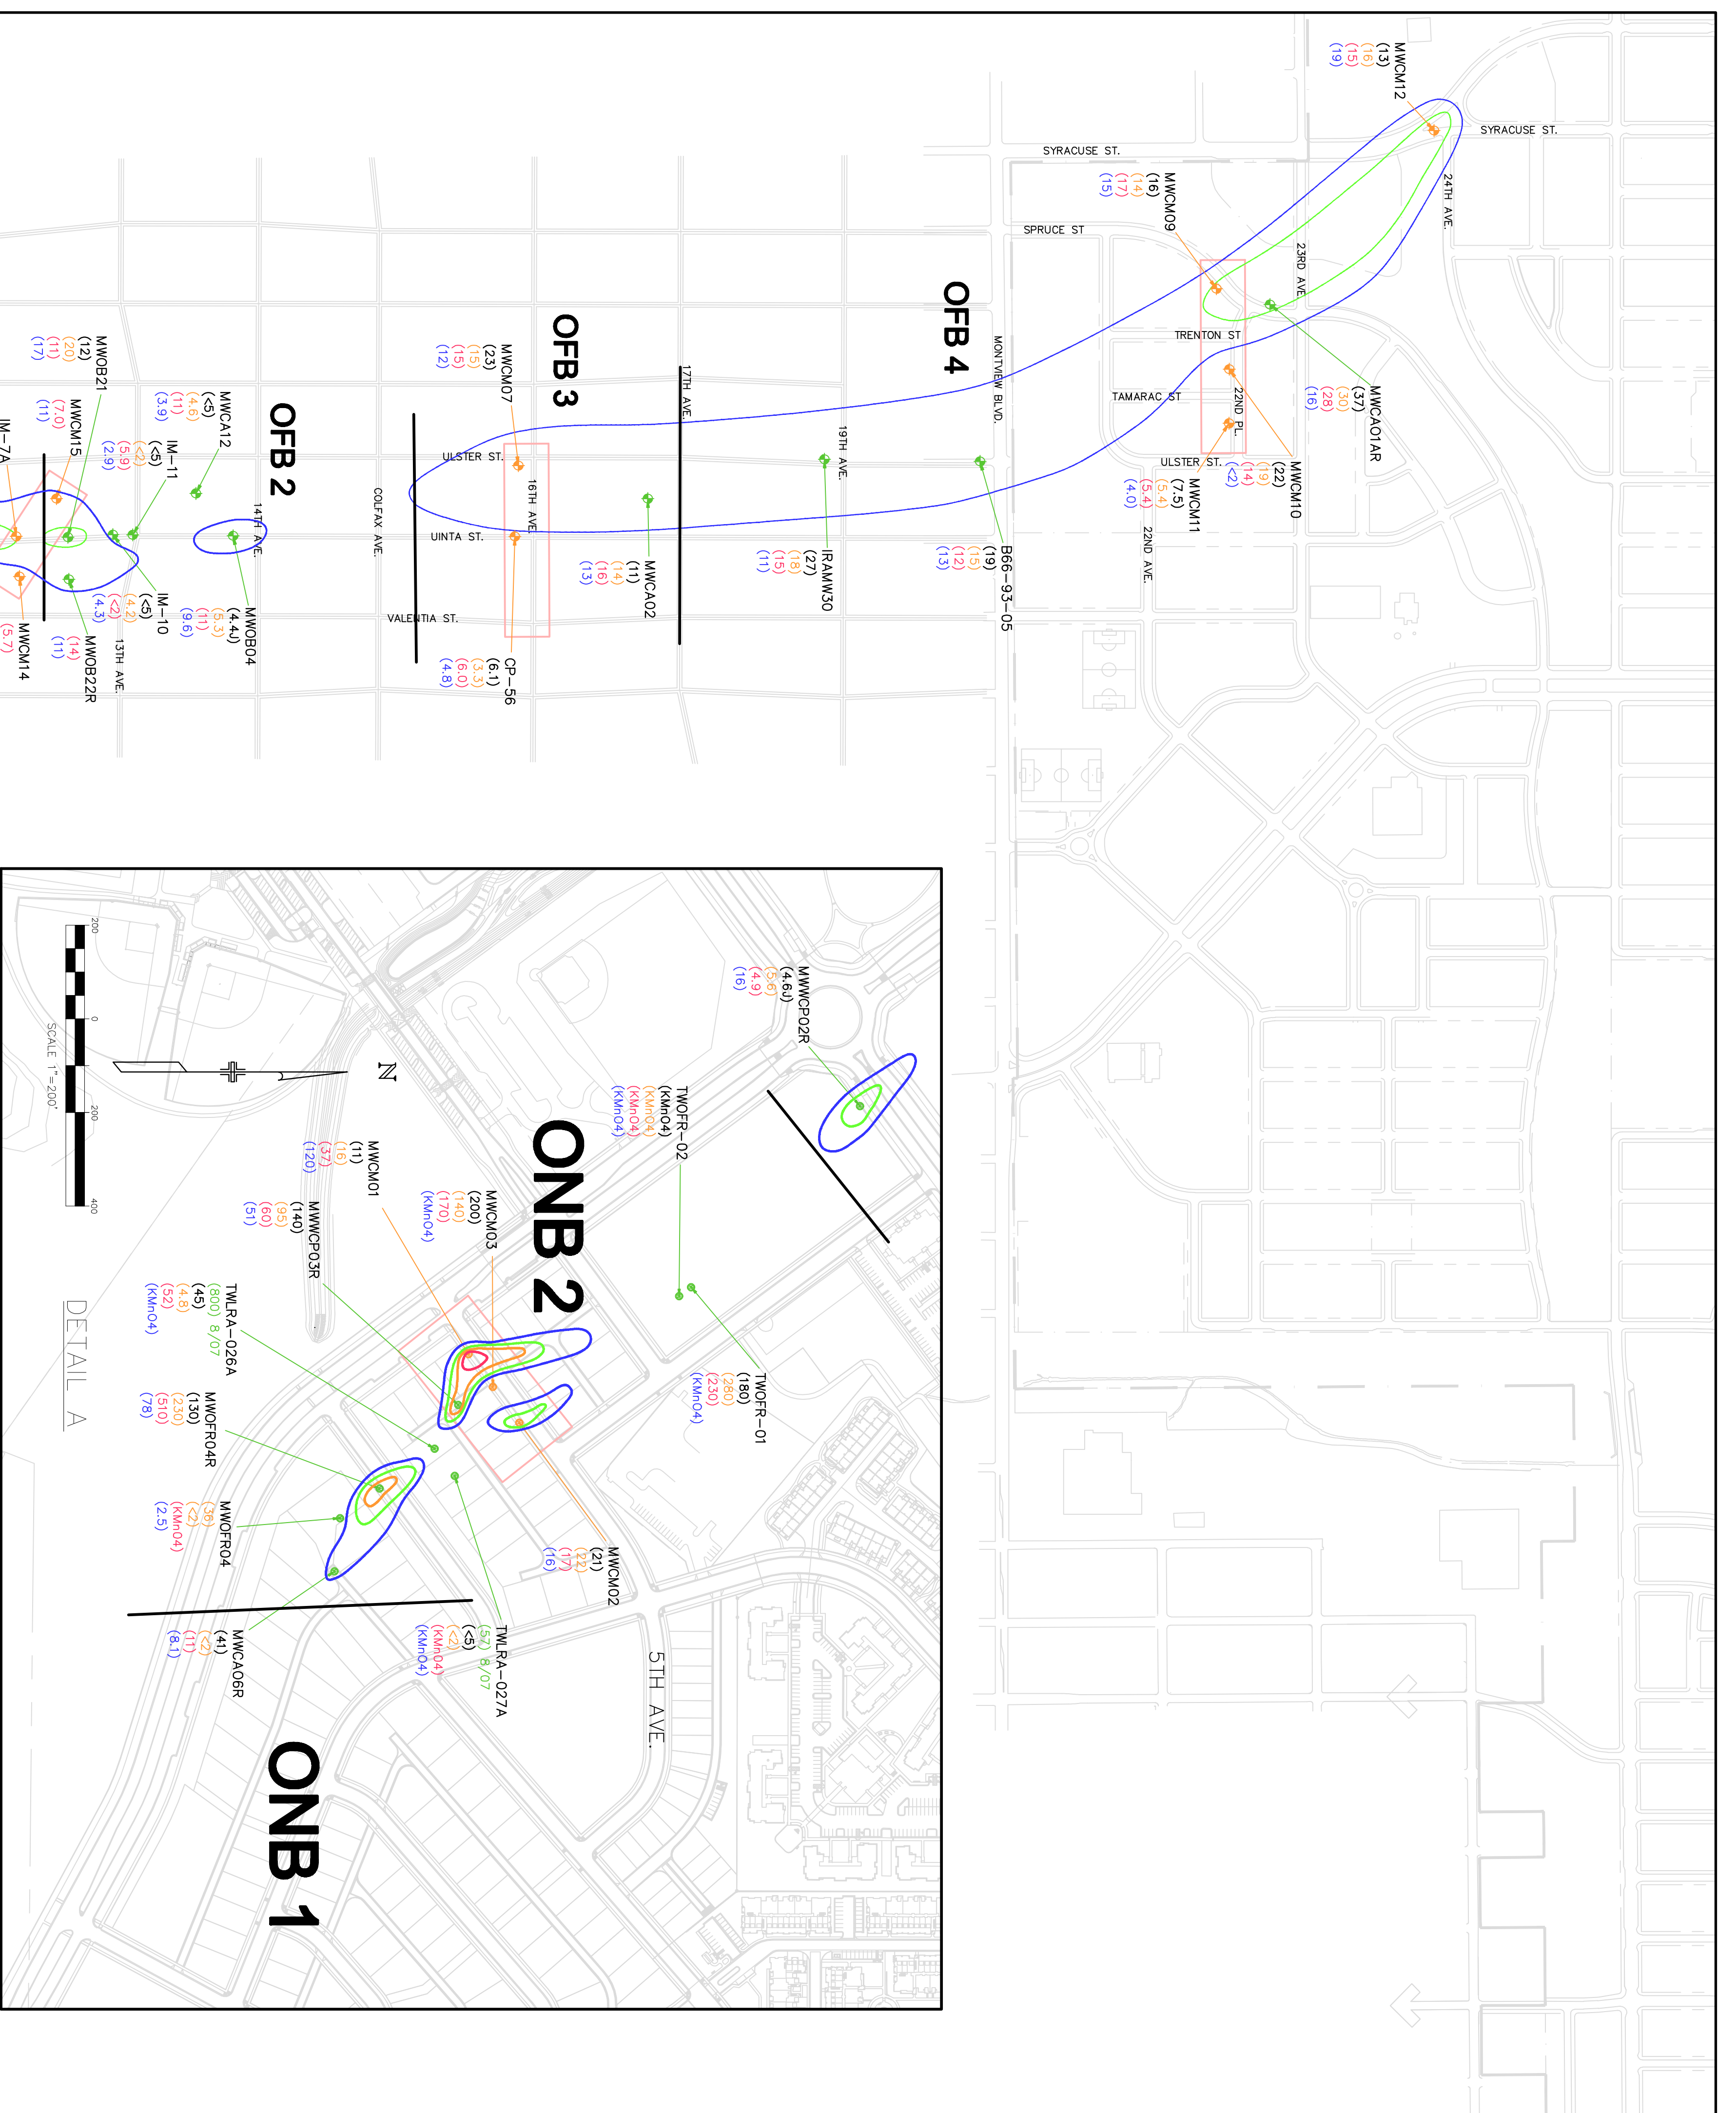 MWCM12
(13)
(16)
(15)
(19)
SYRACUSE ST.
24TH AVE.
SYRACUSE ST.
MWCM09
(16)
(14)
(17)
(15)
SPRUCE ST
23RD AVE
TRENTON ST
TAMARAC ST
22ND PL.
ULSTER ST.
22ND AVE.
MWCA01AR
(37)
(30)
(28)
(16)
MWCM10
(22)
(19)
(14)
(<2)
MWCM11
(7.5)
(5.4)
(5.4)
(4.0)
OFB 4
MONTVIEW BLVD.
B66-93-05
(19)
(15)
(12)
(13)
19TH AVE.
IRAMW30
(27)
(18)
(15)
(11)
17TH AVE.
MWCA02
(11)
(14)
(16)
(13)
OFB 3
MWCM07
(23)
(15)
(15)
(12)
ULSTER ST.
16TH AVE.
UINTA ST.
VALENTIA ST.
CP-56
(6.1)
(3.3)
(6.0)
(4.8)
COLFAX AVE.
OFB 2
14TH AVE.
MWCA12
(<5)
(4.6)
(11)
(3.9)
MWOB04
(4.4J)
(5.3)
(11)
(9.6)
IM-11
(<5)
(<2)
(5.9)
(2.9)
IM-10
(<5)
(4.2)
(<2)
(4.3)
13TH AVE.
MWOB21
(12)
(20)
(11)
(17)
MWCM15
(7.0)
(11)
MWOB22R
(14)
(11)
IM-7A
MWCM14
(5.7)
MWWCP02R
(4.6J)
(5.6)
(4.9)
(16)
TWOFR-02
(KMnO4)
(KMnO4)
(KMnO4)
(KMnO4)
TWOFR-01
(180)
(280)
(230)
(KMnO4)
ONB 2
MWCM03
(200)
(140)
(170)
(KMnO4)
MWCM01
(11)
(16)
(37)
(120)
MWWCP03R
(140)
(95)
(60)
(51)
TWLRA-026A
(800) 8/07
(45)
(4.8)
(52)
(KMnO4)
MWOFR04R
(130)
(230)
(510)
(78)
MWOFR04
(36)
(<2)
(KMnO4)
(2.5)
MWCM02
(21)
(22)
(17)
(16)
TWLRA-027A
(57) 8/07
(<5)
(<2)
(KMnO4)
(KMnO4)
MWCA06R
(41)
(<2)
(11)
(8.1)
5TH AVE.
ONB 1
N
200 0 200 400
SCALE 1"=200'
DETAIL A